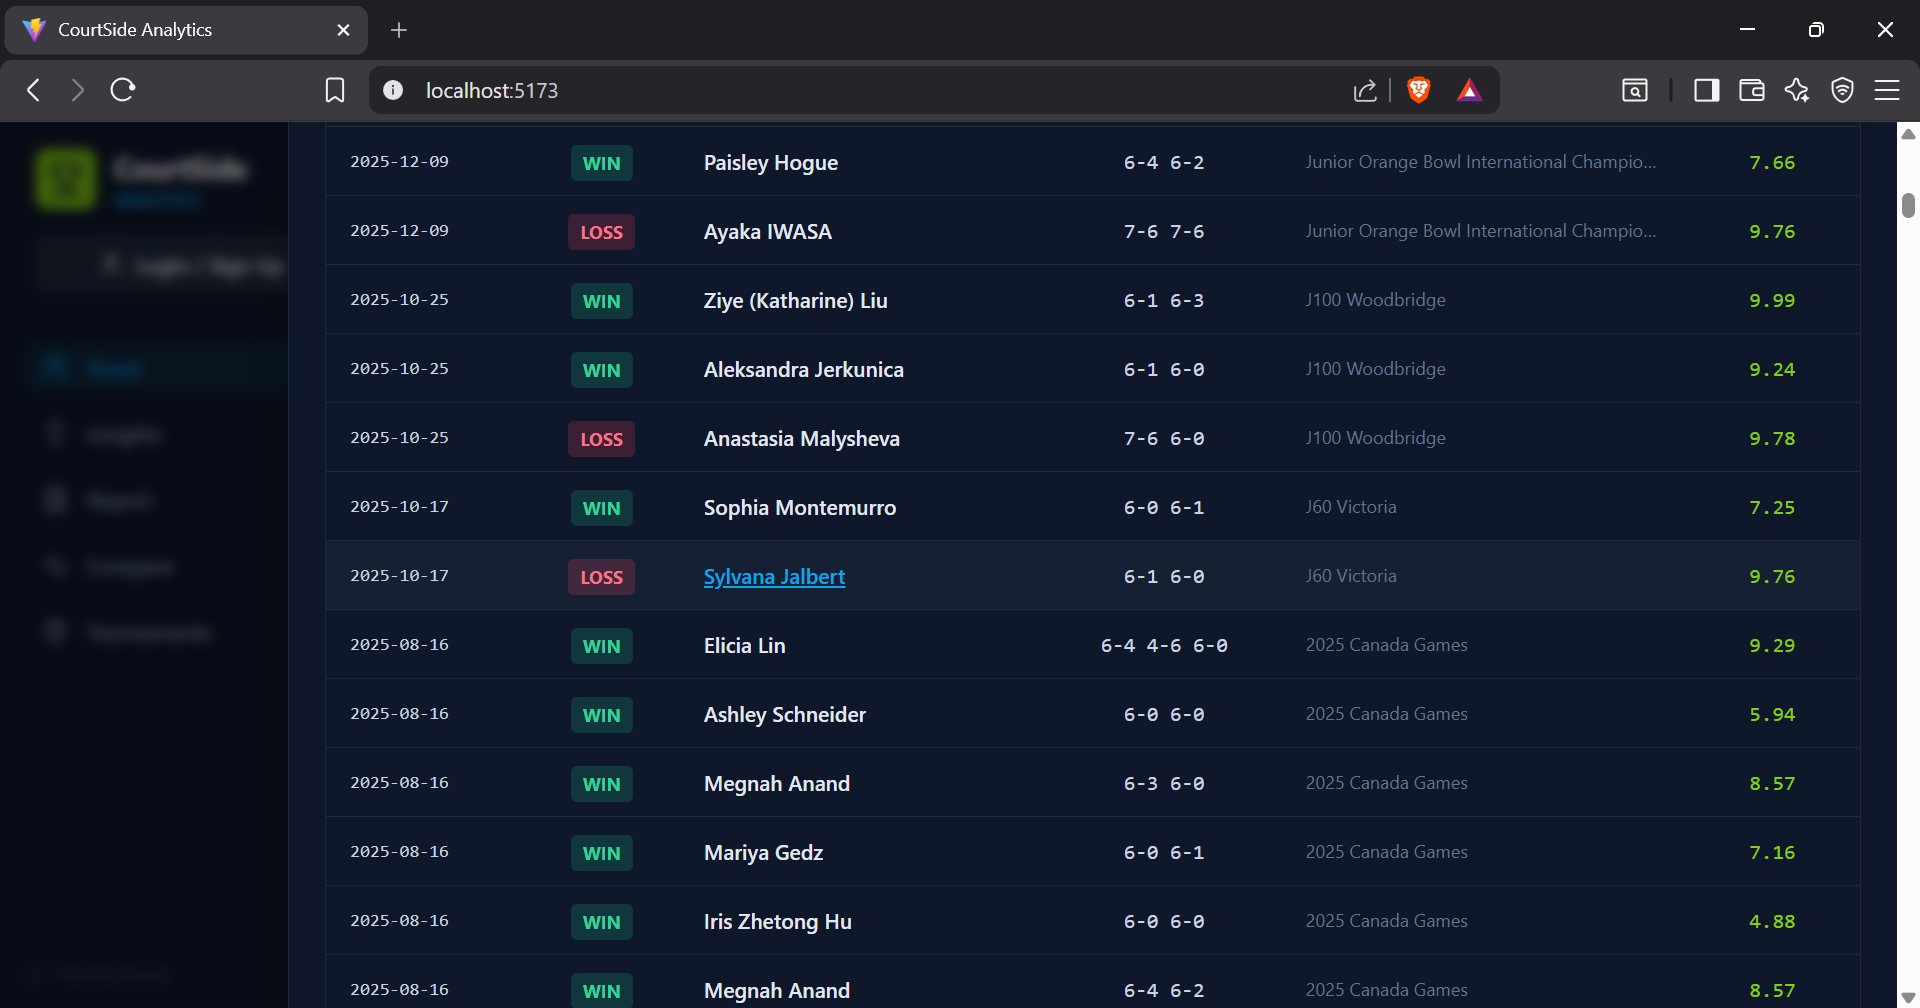 CourtSide Analytics
localhost:5173
CourtSide
Login / Sign Up
Insights
Report
Compare
Tournaments
2025-12-09 WIN Paisley Hogue 6-4 6-2 Junior Orange Bowl International Champio... 7.66
2025-12-09 LOSS Ayaka IWASA 7-6 7-6 Junior Orange Bowl International Champio... 9.76
2025-10-25 WIN Ziye (Katharine) Liu 6-1 6-3 J100 Woodbridge 9.99
2025-10-25 WIN Aleksandra Jerkunica 6-1 6-0 J100 Woodbridge 9.24
2025-10-25 LOSS Anastasia Malysheva 7-6 6-0 J100 Woodbridge 9.78
2025-10-17 WIN Sophia Montemurro 6-0 6-1 J60 Victoria 7.25
2025-10-17 LOSS Sylvana Jalbert 6-1 6-0 J60 Victoria 9.76
2025-08-16 WIN Elicia Lin 6-4 4-6 6-0 2025 Canada Games 9.29
2025-08-16 WIN Ashley Schneider 6-0 6-0 2025 Canada Games 5.94
2025-08-16 WIN Megnah Anand 6-3 6-0 2025 Canada Games 8.57
2025-08-16 WIN Mariya Gedz 6-0 6-1 2025 Canada Games 7.16
2025-08-16 WIN Iris Zhetong Hu 6-0 6-0 2025 Canada Games 4.88
2025-08-16 WIN Megnah Anand 6-4 6-2 2025 Canada Games 8.57